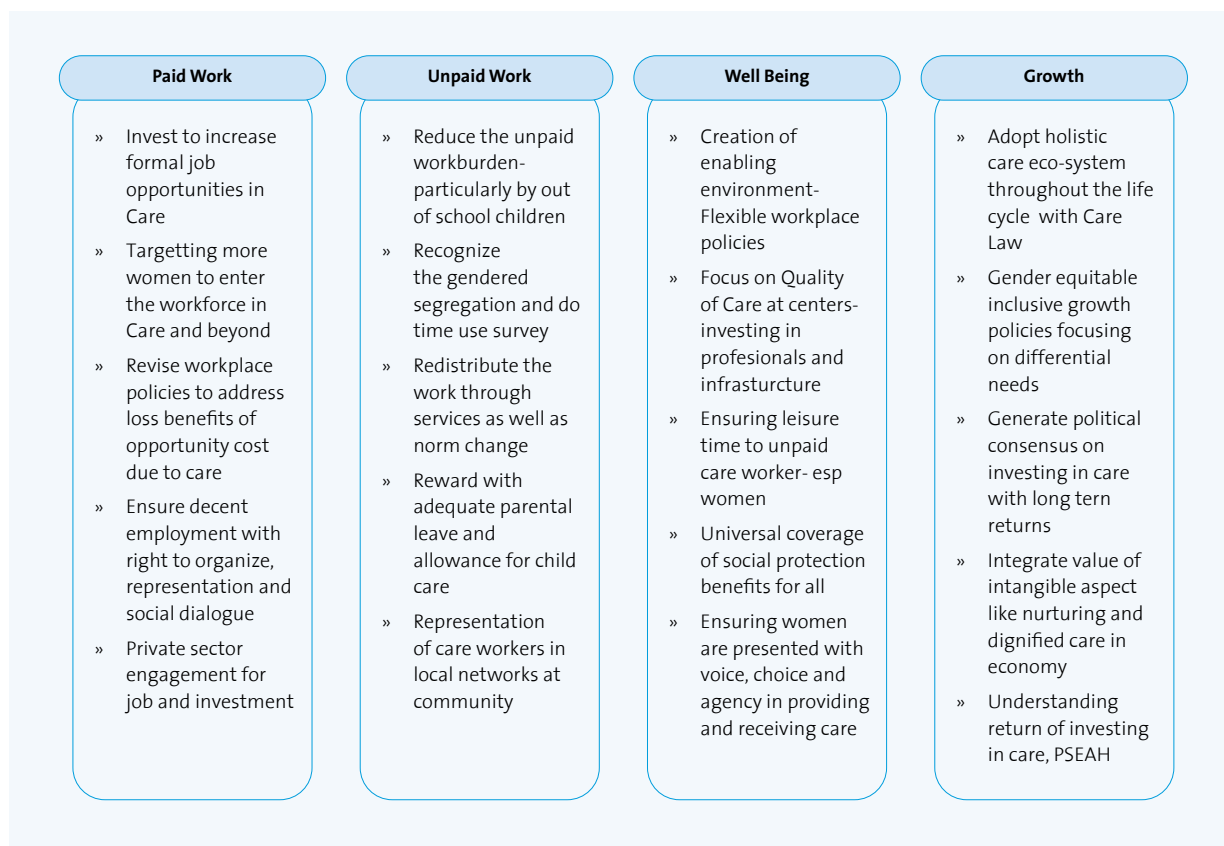 Paid Work
» Invest to increase
formal job
opportunities in
Care
» Targetting more
women to enter
the workforce in
Care and beyond
» Revise workplace
policies to address
loss benefits of
opportunity cost
due to care
» Ensure decent
employment with
right to organize,
representation and
social dialogue
» Private sector
engagement for
job and investment
Unpaid Work
» Reduce the unpaid
workburden-
particularly by out
of school children
» Recognize
the gendered
segregation and do
time use survey
» Redistribute the
work through
services as well as
norm change
» Reward with
adequate parental
leave and
allowance for child
care
» Representation
of care workers in
local networks at
community
Well Being
» Creation of
enabling
environment-
Flexible workplace
policies
» Focus on Quality
of Care at centers-
investing in
profesionals and
infrasturcture
» Ensuring leisure
time to unpaid
care worker- esp
women
» Universal coverage
of social protection
benefits for all
» Ensuring women
are presented with
voice, choice and
agency in providing
and receiving care
Growth
» Adopt holistic
care eco-system
throughout the life
cycle with Care
Law
» Gender equitable
inclusive growth
policies focusing
on differential
needs
» Generate political
consensus on
investing in care
with long tern
returns
» Integrate value of
intangible aspect
like nurturing and
dignified care in
economy
» Understanding
return of investing
in care, PSEAH